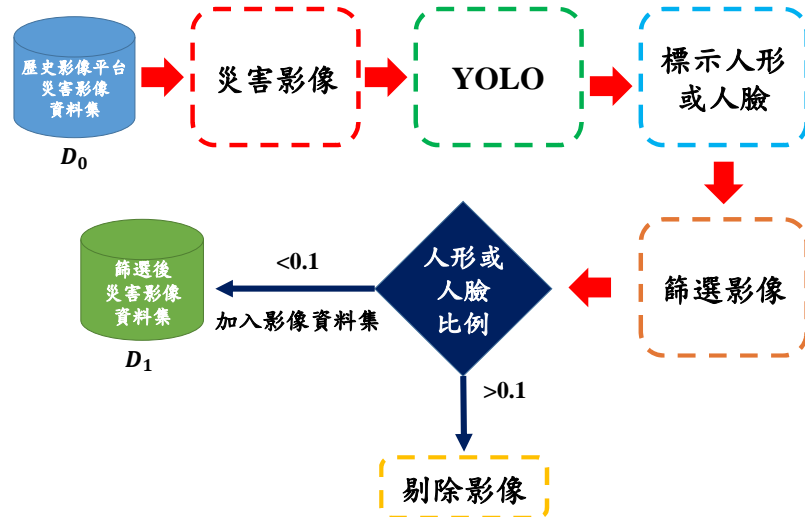 歷史影像平台
災害影像
資料集
D₀
災害影像
YOLO
標示人形
或人臉
篩選影像
人形或
人臉
比例
<0.1
加入影像資料集
篩選後
災害影像
資料集
D₁
>0.1
剔除影像